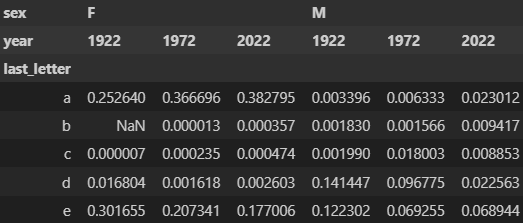 sex F M
year 1922 1972 2022 1922 1972 2022
last_letter
a 0.252640 0.366696 0.382795 0.003396 0.006333 0.023012
b NaN 0.000013 0.000357 0.001830 0.001566 0.009417
c 0.000007 0.000235 0.000474 0.001990 0.018003 0.008853
d 0.016804 0.001618 0.002603 0.141447 0.096775 0.022563
e 0.301655 0.207341 0.177006 0.122302 0.069255 0.068944